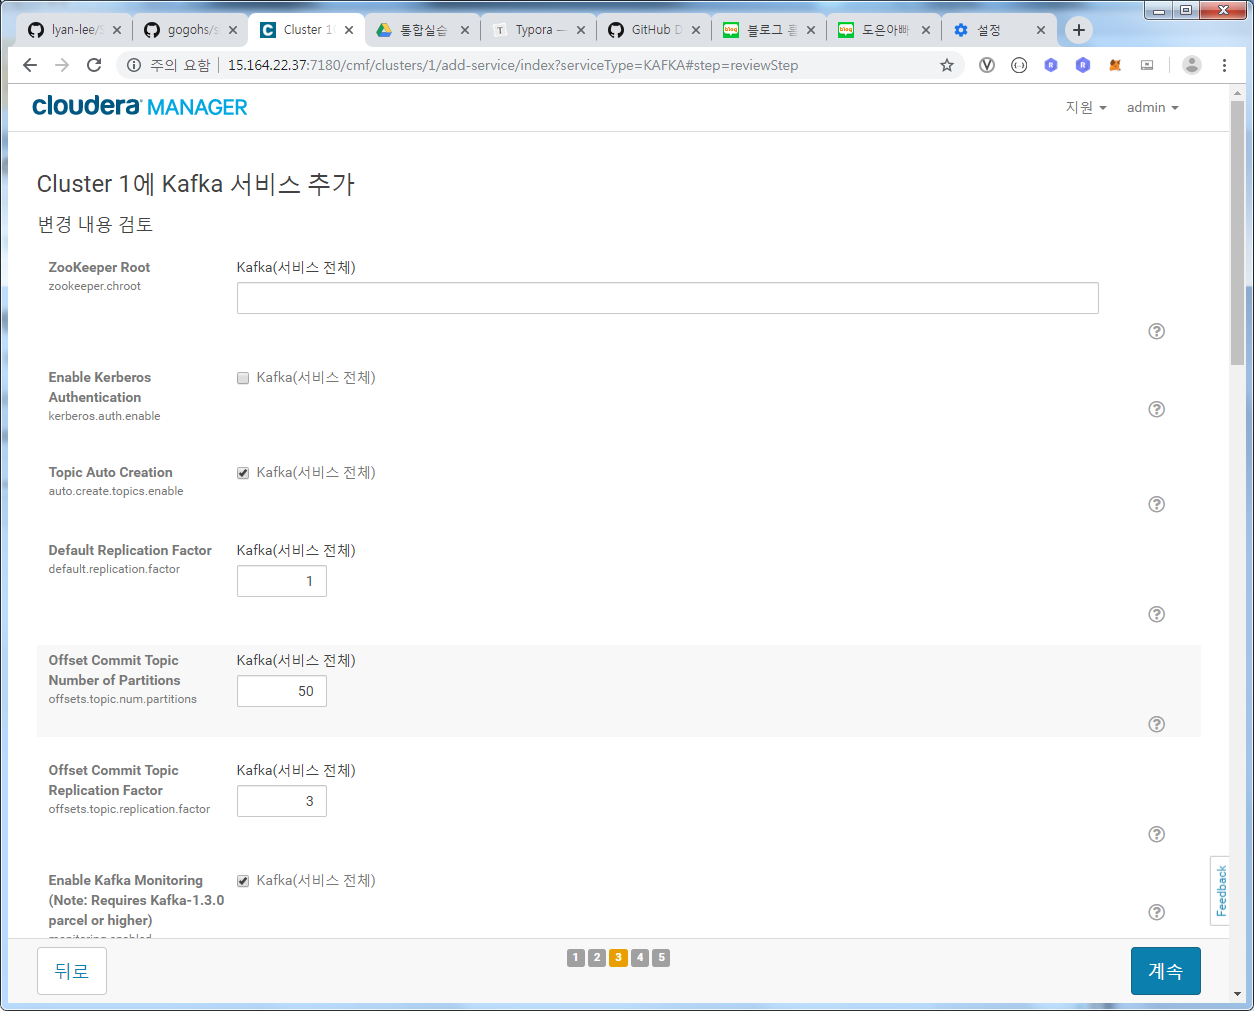 lyan-lee/S
gogohs/s
Cluster 1
통합실습
Typora —
GitHub D
블로그 홈
도은아빠
설정
주의 요함
15.164.22.37:7180/cmf/clusters/1/add-service/index?serviceType=KAFKA#step=reviewStep
cloudera MANAGER
지원
admin
Cluster 1에 Kafka 서비스 추가
변경 내용 검토
ZooKeeper Root
zookeeper.chroot
Kafka(서비스 전체)
Enable Kerberos
Authentication
kerberos.auth.enable
Kafka(서비스 전체)
Topic Auto Creation
auto.create.topics.enable
Kafka(서비스 전체)
Default Replication Factor
default.replication.factor
Kafka(서비스 전체)
1
Offset Commit Topic
Number of Partitions
offsets.topic.num.partitions
Kafka(서비스 전체)
50
Offset Commit Topic
Replication Factor
offsets.topic.replication.factor
Kafka(서비스 전체)
3
Enable Kafka Monitoring
(Note: Requires Kafka-1.3.0
parcel or higher)
monitoring.enabled
Kafka(서비스 전체)
Feedback
뒤로
1 2 3 4 5
계속